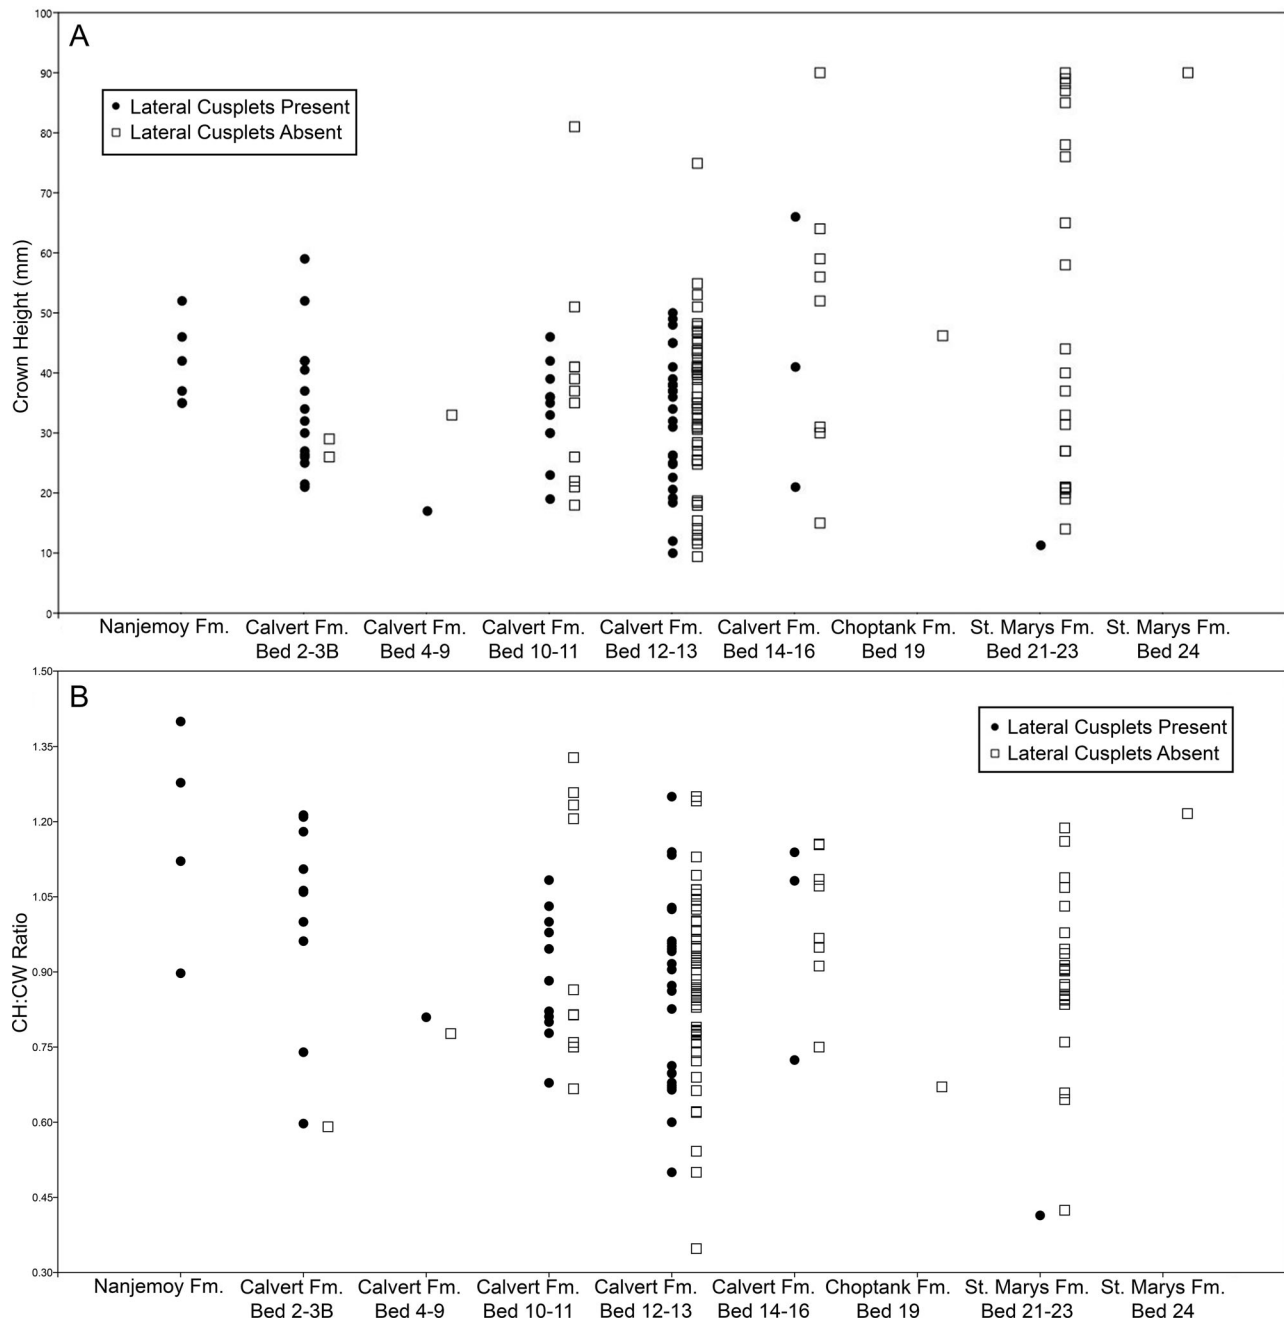 A
100
90
80
70
60
50
40
30
20
10
0
Crown Height (mm)
Lateral Cusplets Present
Lateral Cusplets Absent
Nanjemoy Fm.
Calvert Fm.
Bed 2-3B
Calvert Fm.
Bed 4-9
Calvert Fm.
Bed 10-11
Calvert Fm.
Bed 12-13
Calvert Fm.
Bed 14-16
Choptank Fm.
Bed 19
St. Marys Fm.
Bed 21-23
St. Marys Fm.
Bed 24
B
1.50
1.35
1.20
1.05
0.90
0.75
0.60
0.45
0.30
CH:CW Ratio
Lateral Cusplets Present
Lateral Cusplets Absent
Nanjemoy Fm.
Calvert Fm.
Bed 2-3B
Calvert Fm.
Bed 4-9
Calvert Fm.
Bed 10-11
Calvert Fm.
Bed 12-13
Calvert Fm.
Bed 14-16
Choptank Fm.
Bed 19
St. Marys Fm.
Bed 21-23
St. Marys Fm.
Bed 24